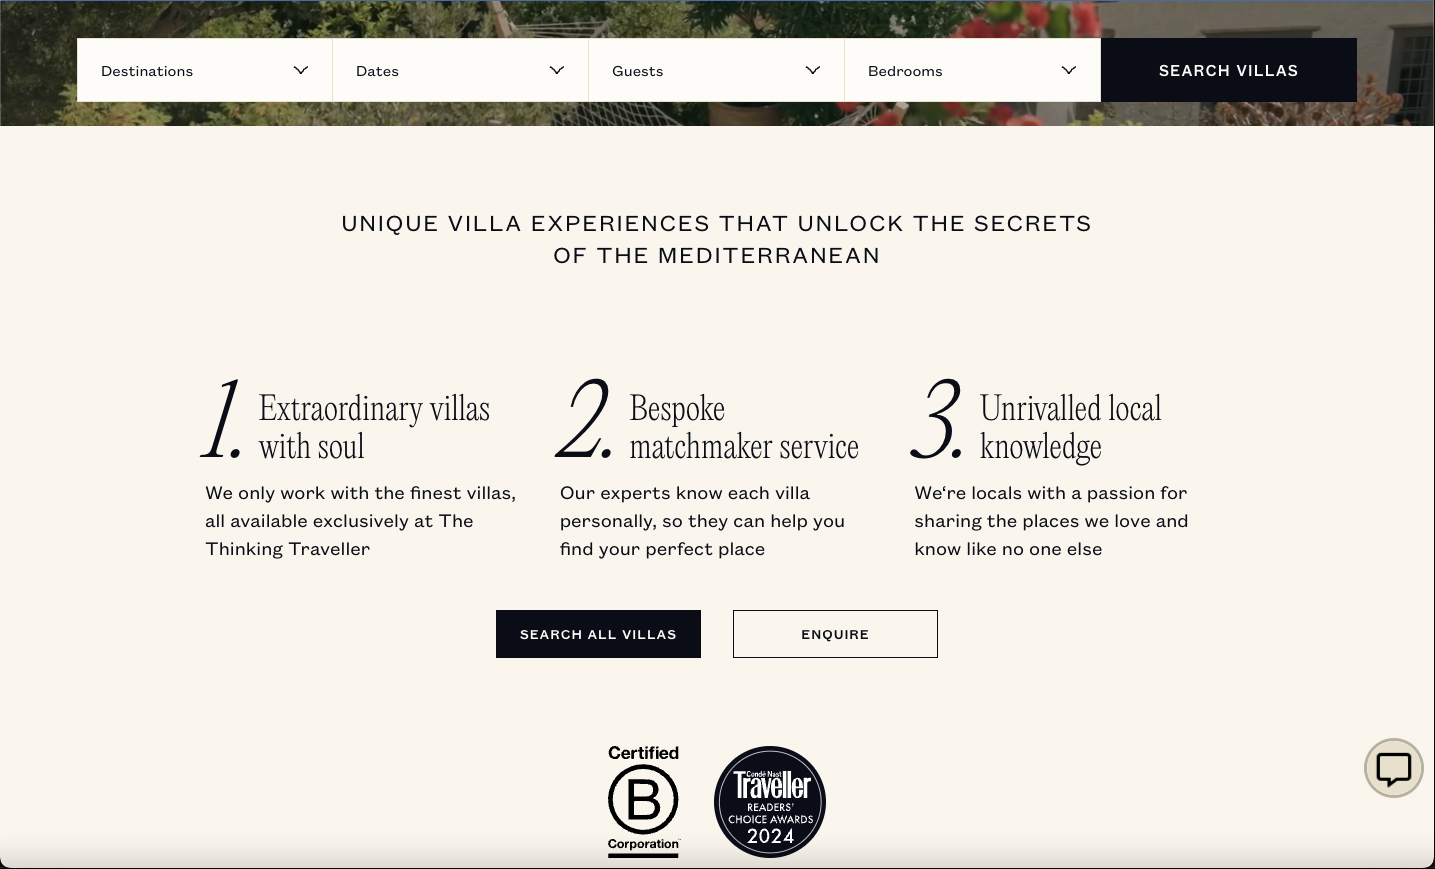 Destinations
Dates
Guests
Bedrooms
SEARCH VILLAS
UNIQUE VILLA EXPERIENCES THAT UNLOCK THE SECRETS
OF THE MEDITERRANEAN
1.
Extraordinary villas
with soul
We only work with the finest villas,
all available exclusively at The
Thinking Traveller
2.
Bespoke
matchmaker service
Our experts know each villa
personally, so they can help you
find your perfect place
3.
Unrivalled local
knowledge
We‘re locals with a passion for
sharing the places we love and
know like no one else
SEARCH ALL VILLAS
ENQUIRE
Certified
B
Corporation
Condé Nast
Traveller
READERS'
CHOICE AWARDS
2024